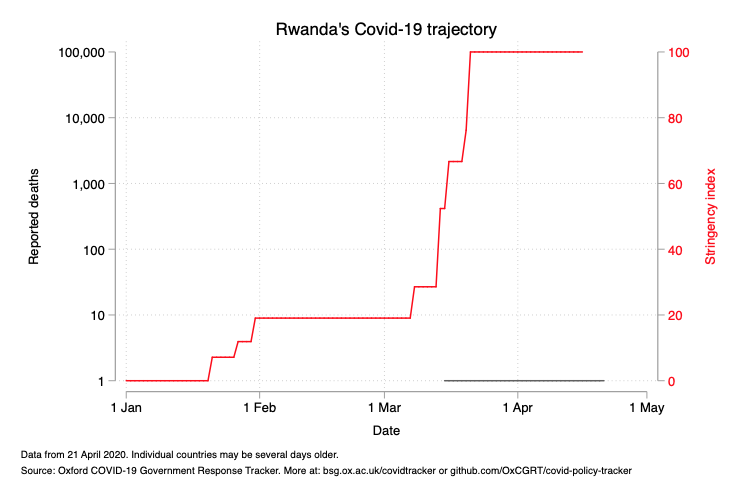 Rwanda's Covid-19 trajectory
100,000
10,000
1,000
100
10
1
Reported deaths
100
80
60
40
20
0
Stringency index
1 Jan 1 Feb 1 Mar 1 Apr 1 May
Date
Data from 21 April 2020. Individual countries may be several days older.
Source: Oxford COVID-19 Government Response Tracker. More at: bsg.ox.ac.uk/covidtracker or github.com/OxCGRT/covid-policy-tracker